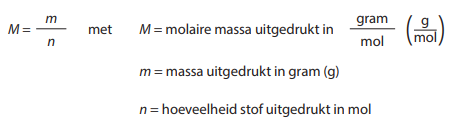 M = m/n met M = molaire massa uitgedrukt in gram/mol (g/mol)
m = massa uitgedrukt in gram (g)
n = hoeveelheid stof uitgedrukt in mol